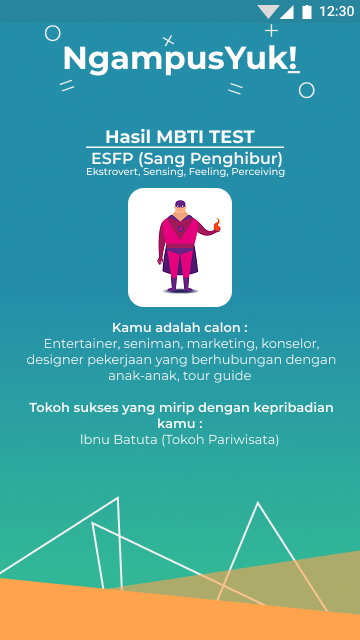 12:30
NgampusYuk!
Hasil MBTI TEST
ESFP (Sang Penghibur)
Ekstrovert, Sensing, Feeling, Perceiving
Kamu adalah calon :
Entertainer, seniman, marketing, konselor,
designer pekerjaan yang berhubungan dengan
anak-anak, tour guide
Tokoh sukses yang mirip dengan kepribadian
kamu :
Ibnu Batuta (Tokoh Pariwisata)